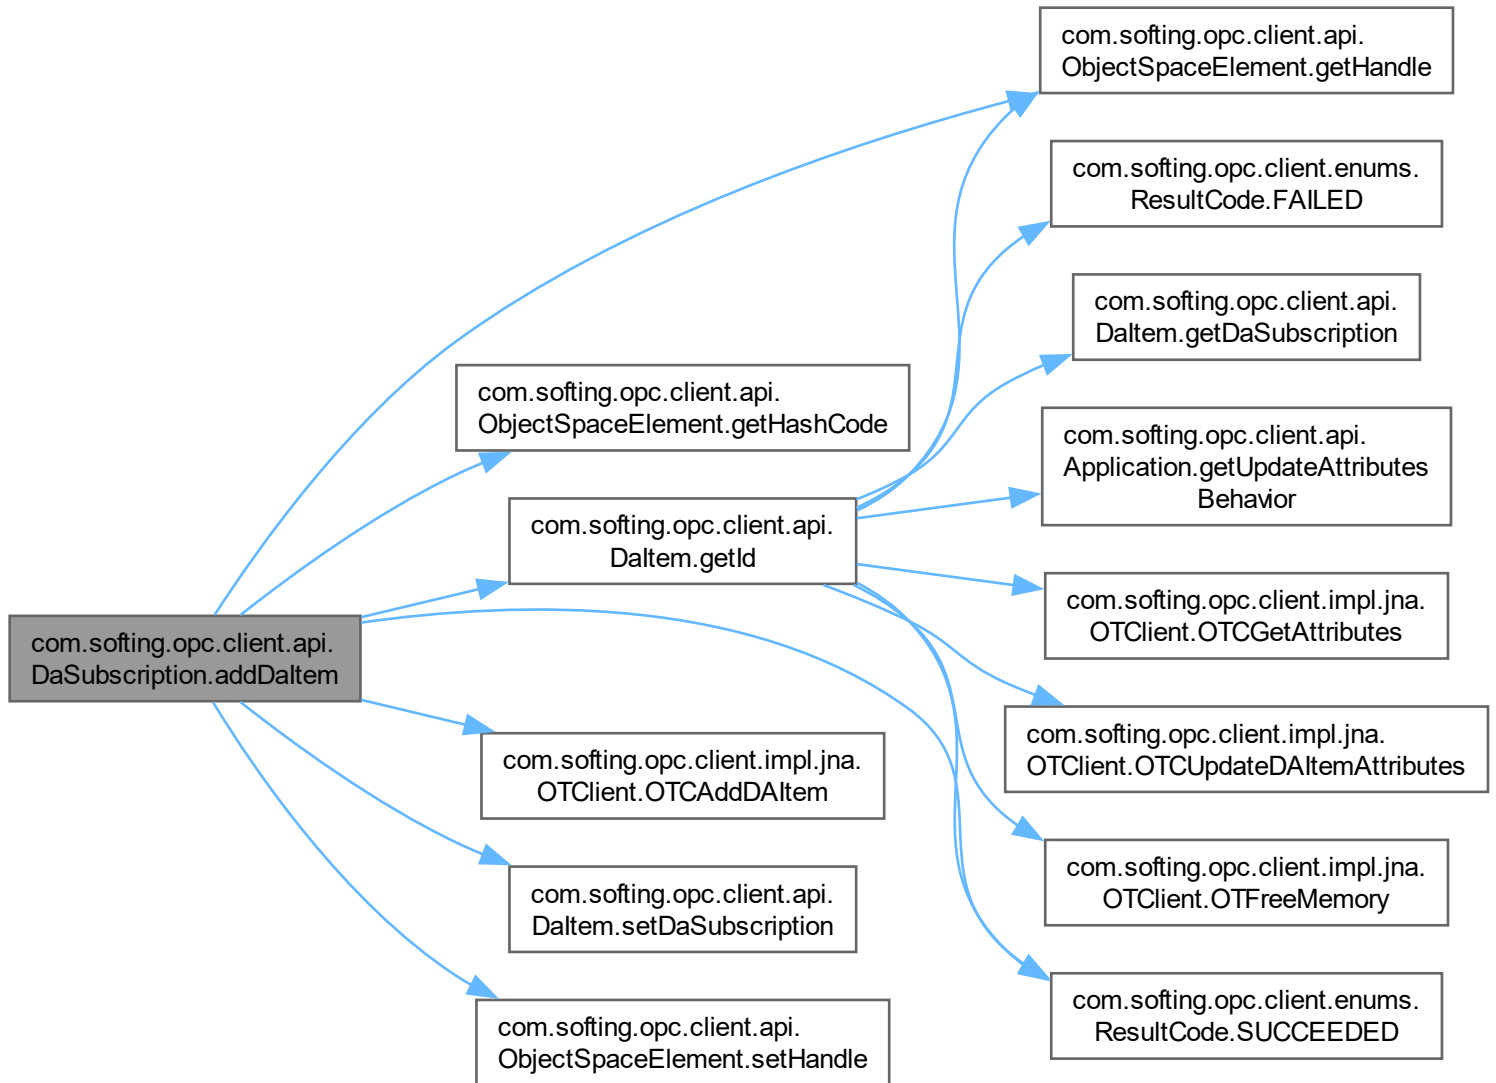 com.softing.opc.client.api.
DaSubscription.addDaItem
com.softing.opc.client.api.
ObjectSpaceElement.getHandle
com.softing.opc.client.api.
ObjectSpaceElement.getHashCode
com.softing.opc.client.api.
DaItem.getId
com.softing.opc.client.enums.
ResultCode.FAILED
com.softing.opc.client.api.
DaItem.getDaSubscription
com.softing.opc.client.api.
Application.getUpdateAttributes
Behavior
com.softing.opc.client.impl.jna.
OTClient.OTCGetAttributes
com.softing.opc.client.impl.jna.
OTClient.OTCUpdateDAItemAttributes
com.softing.opc.client.impl.jna.
OTClient.OTFreeMemory
com.softing.opc.client.enums.
ResultCode.SUCCEEDED
com.softing.opc.client.impl.jna.
OTClient.OTCAddDAItem
com.softing.opc.client.api.
DaItem.setDaSubscription
com.softing.opc.client.api.
ObjectSpaceElement.setHandle